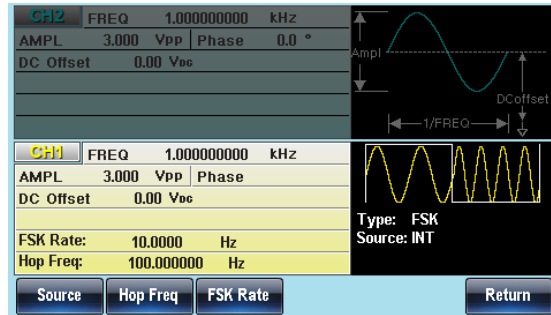 CH2 FREQ 1.000000000 kHz
AMPL 3.000 Vpp Phase 0.0 °
DC Offset 0.00 VDC
Ampl
DCoffset
1/FREQ
CH1 FREQ 1.000000000 kHz
AMPL 3.000 Vpp Phase
DC Offset 0.00 VDC
FSK Rate: 10.0000 Hz
Hop Freq: 100.000000 Hz
Type: FSK
Source: INT
Source Hop Freq FSK Rate Return